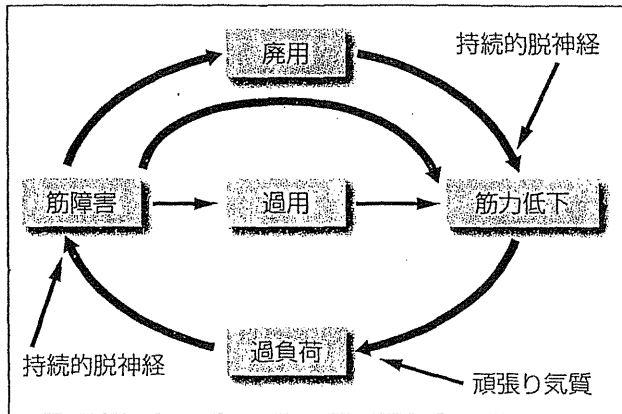 廃用
持続的脱神経
筋障害
過用
筋力低下
持続的脱神経
過負荷
頑張り気質